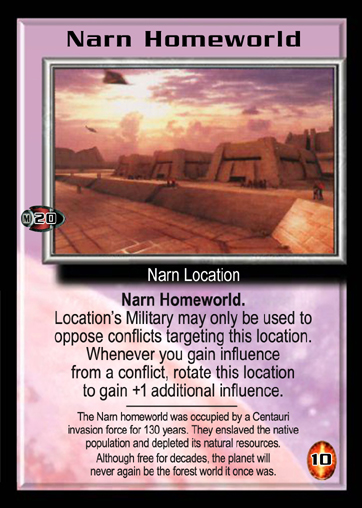 Narn Homeworld
M 20
Narn Location
Narn Homeworld.
Location's Military may only be used to
oppose conflicts targeting this location.
Whenever you gain influence
from a conflict, rotate this location
to gain +1 additional influence.
The Narn homeworld was occupied by a Centauri
invasion force for 130 years. They enslaved the native
population and depleted its natural resources.
Although free for decades, the planet will
never again be the forest world it once was.
10